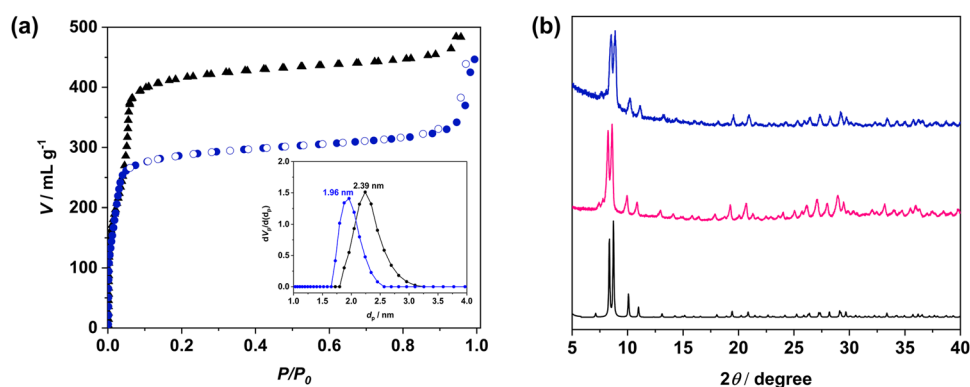 (a)
500
400
300
200
100
0
V / mL g⁻¹
0.0 0.2 0.4 0.6 0.8 1.0
P/P₀
2.0
1.5
1.0
0.5
0.0
dVₚ/d(dₚ)
1.96 nm
2.39 nm
1.0 1.5 2.0 2.5 3.0 3.5 4.0
dₚ / nm
(b)
5 10 15 20 25 30 35 40
2θ / degree